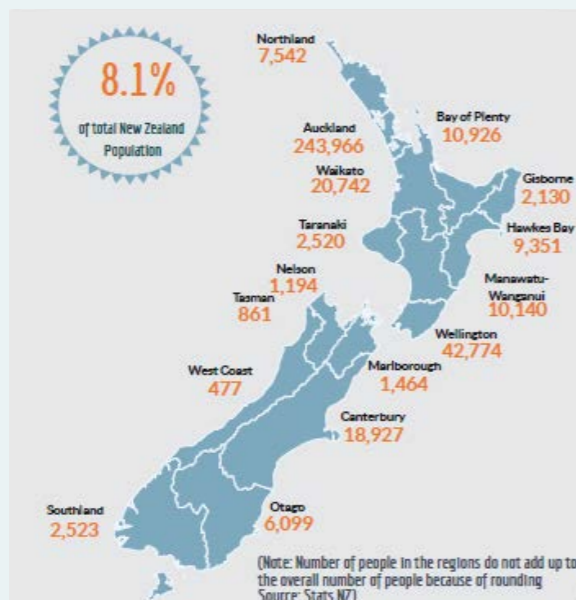 8.1%
of total New Zealand
Population
Northland
7,542
Auckland
243,966
Bay of Plenty
10,926
Waikato
20,742
Gisborne
2,130
Taranaki
2,520
Hawkes Bay
9,351
Nelson
1,194
Manawatu-
Wanganui
10,140
Tasman
861
Wellington
42,774
West Coast
477
Marlborough
1,464
Canterbury
18,927
Southland
2,523
Otago
6,099
(Note: Number of people in the regions do not add up to
the overall number of people because of rounding
Source: Stats NZ)